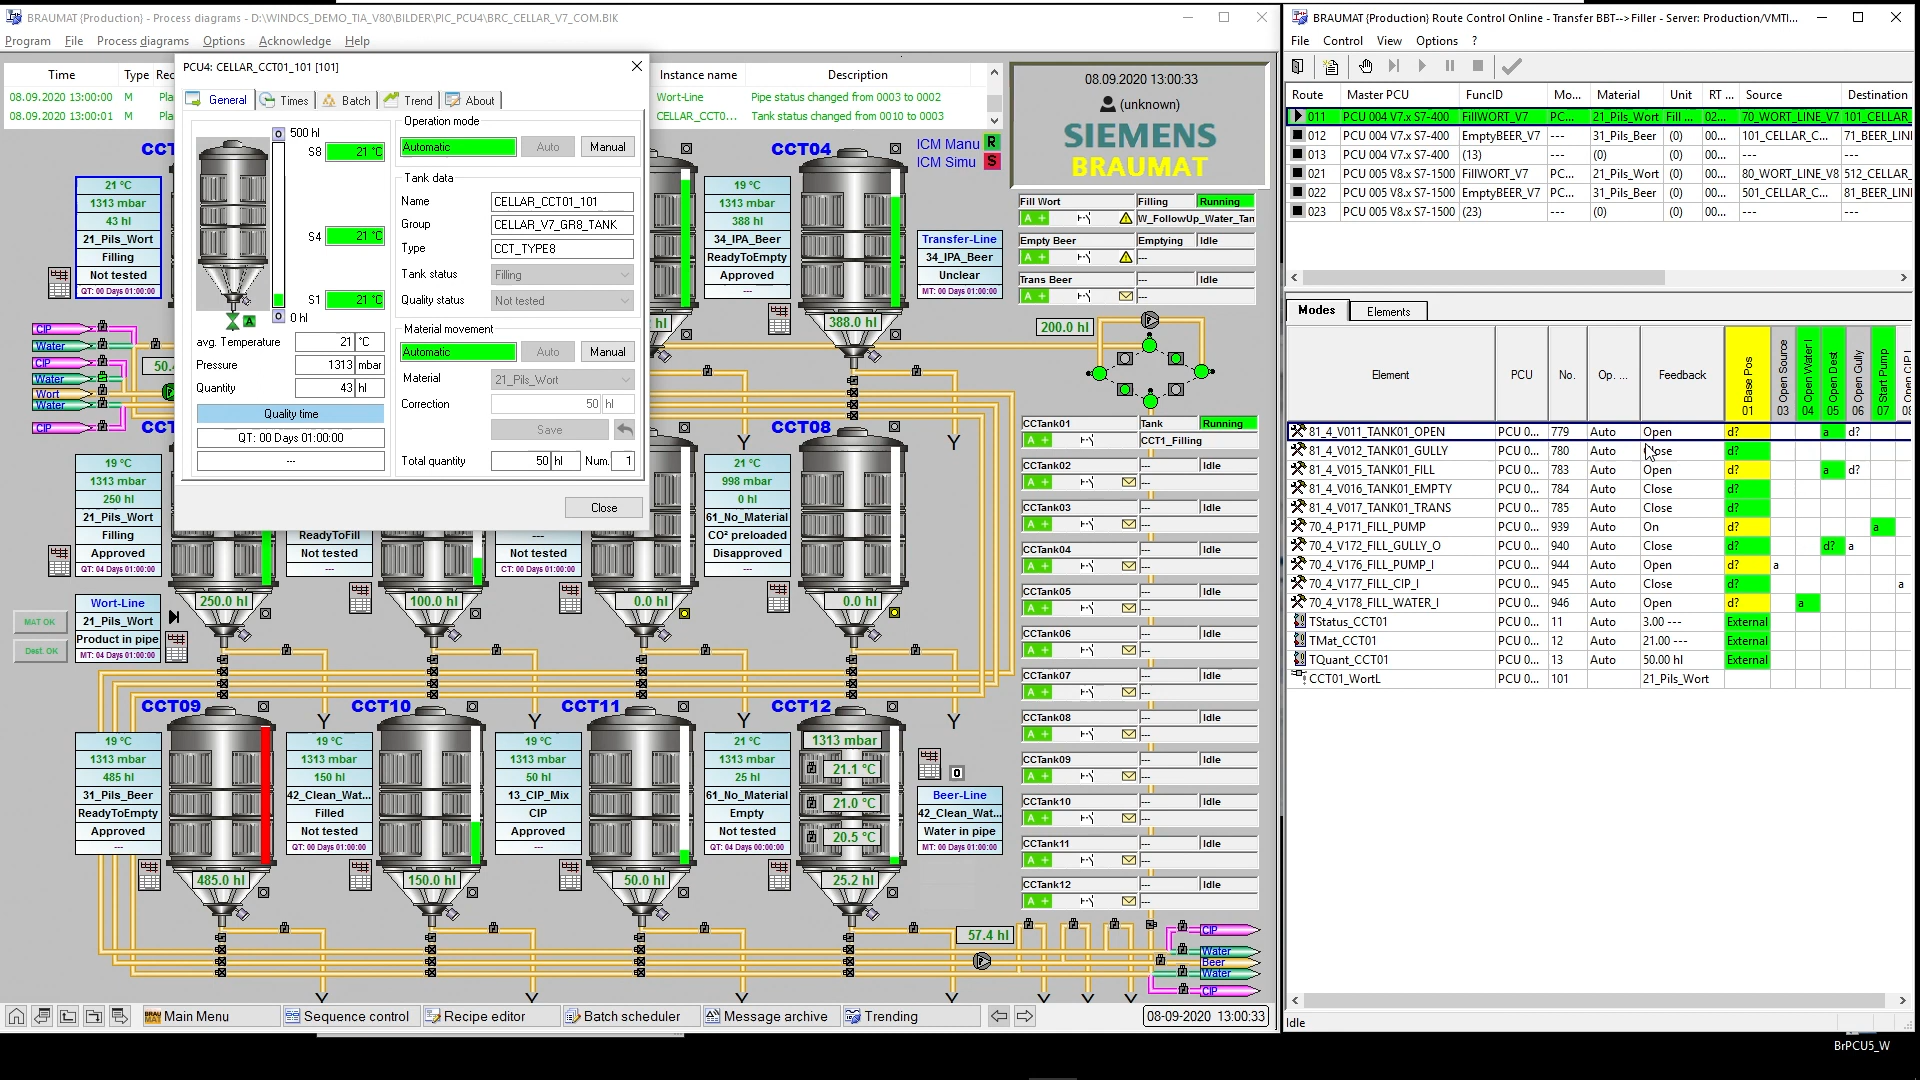 BRAUMAT {Production} - Process diagrams - D:\WINDCS_DEMO_TIA_V80\BILDER\PIC_PCU4\BRC_CELLAR_V7_COM.BIK
Program File Process diagrams Options Acknowledge Help
Time Type Rec
08.09.2020 13:00:00 M Pla
08.09.2020 13:00:01 M Pla
Instance name Description
Wort-Line Pipe status changed from 0003 to 0002
CELLAR_CCT0... Tank status changed from 0010 to 0003
PCU4: CELLAR_CCT01_101 [101]
General Times Batch Trend About
500 hl
S8 21 °C
S4 21 °C
S1 21 °C
0 hl
A
avg. Temperature 21 °C
Pressure 1313 mbar
Quantity 43 hl
Quality time
QT: 00 Days 01:00:00
---
Operation mode
Automatic Auto Manual
Tank data
Name CELLAR_CCT01_101
Group CELLAR_V7_GR8_TANK
Type CCT_TYPE8
Tank status Filling
Quality status Not tested
Material movement
Automatic Auto Manual
Material 21_Pils_Wort
Correction 50 hl
Save
Total quantity 50 hl Num. 1
Close
08.09.2020 13:00:33
(unknown)
SIEMENS
BRAUMAT
ICM Manu R
ICM Simu S
CCT
21 °C
1313 mbar
43 hl
21_Pils_Wort
Filling
Not tested
QT: 00 Days 01:00:00
CCT04
19 °C
1313 mbar
388 hl
34_IPA_Beer
ReadyToEmpty
Approved
---
388.0 hl
hl
Transfer-Line
34_IPA_Beer
Unclear
MT: 00 Days 01:00:00
CIP
Water
CIP
Water
Wort
Water
CIP
50.
CCT
19 °C
1313 mbar
250 hl
21_Pils_Wort
Filling
Approved
QT: 04 Days 01:00:00
250.0 hl
ReadyToFill
Not tested
---
100.0 hl
---
Not tested
CT: 00 Days 01:00:00
0.0 hl
CCT08
21 °C
998 mbar
0 hl
61_No_Material
CO² preloaded
Disapproved
---
0.0 hl
MAT OK
Dest. OK
Wort-Line
21_Pils_Wort
Product in pipe
MT: 04 Days 01:00:00
CCT09
19 °C
1313 mbar
485 hl
31_Pils_Beer
ReadyToEmpty
Approved
---
485.0 hl
CCT10
19 °C
1313 mbar
150 hl
42_Clean_Wat...
Filled
Not tested
QT: 00 Days 01:00:00
150.0 hl
CCT11
19 °C
1313 mbar
50 hl
13_CIP_Mix
CIP
Approved
---
50.0 hl
CCT12
21 °C
1313 mbar
25 hl
61_No_Material
Empty
Not tested
QT: 04 Days 00:00:00
1313 mbar
21.1 °C
21.0 °C
20.5 °C
25.2 hl
Beer-Line
42_Clean_Wat...
Water in pipe
MT: 00 Days 01:00:00
57.4 hl
CIP
Water
Beer
Water
CIP
Fill Wort Filling Running
A + W_FollowUp_Water_Tan
Empty Beer Emptying Idle
A + ---
Trans Beer --- Idle
A + ---
200.0 hl
P
CCTank01 Tank Running
A + CCT1_Filling
CCTank02 --- Idle
A + ---
CCTank03 --- Idle
A + ---
CCTank04 --- Idle
A + ---
CCTank05 --- Idle
A + ---
CCTank06 --- Idle
A + ---
CCTank07 --- Idle
A + ---
CCTank08 --- Idle
A + ---
CCTank09 --- Idle
A + ---
CCTank10 --- Idle
A + ---
CCTank11 --- Idle
A + ---
CCTank12 --- Idle
A + ---
Main Menu Sequence control Recipe editor Batch scheduler Message archive Trending 08-09-2020 13:00:33
BRAUMAT {Production} Route Control Online - Transfer BBT-->Filler - Server: Production/VMTI...
File Control View Options ?
Route Master PCU FuncID Mo... Material Unit RT ... Source Destination
011 PCU 004 V7.x S7-400 FillWORT_V7 PC... 21_Pils_Wort Fill ... 02... 70_WORT_LINE_V7 101_CELLAR_
012 PCU 004 V7.x S7-400 EmptyBEER_V7 --- 31_Pils_Beer (0) 00... 101_CELLAR_C... 71_BEER_LINI
013 PCU 004 V7.x S7-400 (13) --- (0) (0) 00... --- ---
021 PCU 005 V8.x S7-1500 FillWORT_V7 PC... 21_Pils_Wort (0) 00... 80_WORT_LINE_V8 512_CELLAR_
022 PCU 005 V8.x S7-1500 EmptyBEER_V7 PC... 31_Pils_Beer (0) 00... 501_CELLAR_C... 81_BEER_LINI
023 PCU 005 V8.x S7-1500 (23) --- (0) (0) 00... --- ---
Modes Elements
Element PCU No. Op. ... Feedback Base Pos 01 Open Source 03 Open Water I 04 Open Dest 05 Open Gully 06 Start Pump 07 Open CIP I 08
81_4_V011_TANK01_OPEN PCU 0... 779 Auto Open d? a d?
81_4_V012_TANK01_GULLY PCU 0... 780 Auto Close d?
81_4_V015_TANK01_FILL PCU 0... 783 Auto Open d? a d?
81_4_V016_TANK01_EMPTY PCU 0... 784 Auto Close d?
81_4_V017_TANK01_TRANS PCU 0... 785 Auto Close d?
70_4_P171_FILL_PUMP PCU 0... 939 Auto On d? a
70_4_V172_FILL_GULLY_O PCU 0... 940 Auto Close d? d? a
70_4_V176_FILL_PUMP_I PCU 0... 944 Auto Open d? a
70_4_V177_FILL_CIP_I PCU 0... 945 Auto Close d? a
70_4_V178_FILL_WATER_I PCU 0... 946 Auto Open d? a
TStatus_CCT01 PCU 0... 11 Auto 3.00 --- External
TMat_CCT01 PCU 0... 12 Auto 21.00 --- External
TQuant_CCT01 PCU 0... 13 Auto 50.00 hl External
CCT01_WortL PCU 0... 101 21_Pils_Wort
Idle
BrPCU5_W